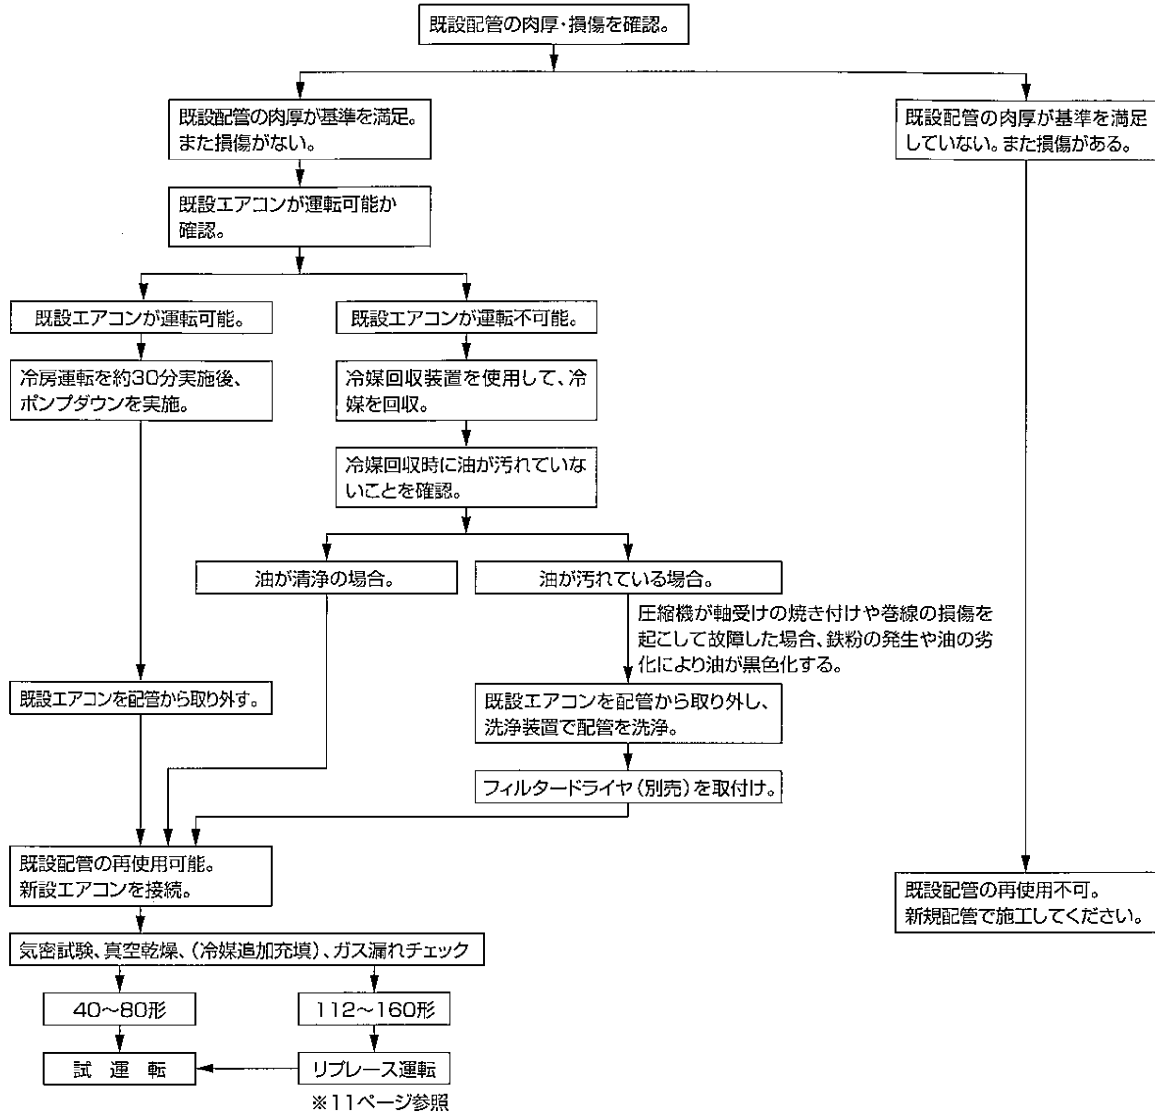 既設配管の肉厚・損傷を確認。
既設配管の肉厚が基準を満足。
また損傷がない。
既設配管の肉厚が基準を満足
していない。また損傷がある。
既設エアコンが運転可能か
確認。
既設エアコンが運転可能。
既設エアコンが運転不可能。
冷房運転を約30分実施後、
ポンプダウンを実施。
冷媒回収装置を使用して、冷
媒を回収。
冷媒回収時に油が汚れていな
いことを確認。
油が清浄の場合。
油が汚れている場合。
圧縮機が軸受けの焼き付けや巻線の損傷を
起こして故障した場合、鉄粉の発生や油の劣
化により油が黒色化する。
既設エアコンを配管から取り外す。
既設エアコンを配管から取り外し、
洗浄装置で配管を洗浄。
フィルタードライヤ(別売)を取付け。
既設配管の再使用可能。
新設エアコンを接続。
既設配管の再使用不可。
新規配管で施工してください。
気密試験、真空乾燥、(冷媒追加充填)、ガス漏れチェック
40〜80形
112〜160形
試 運 転
リプレース運転
※11ページ参照